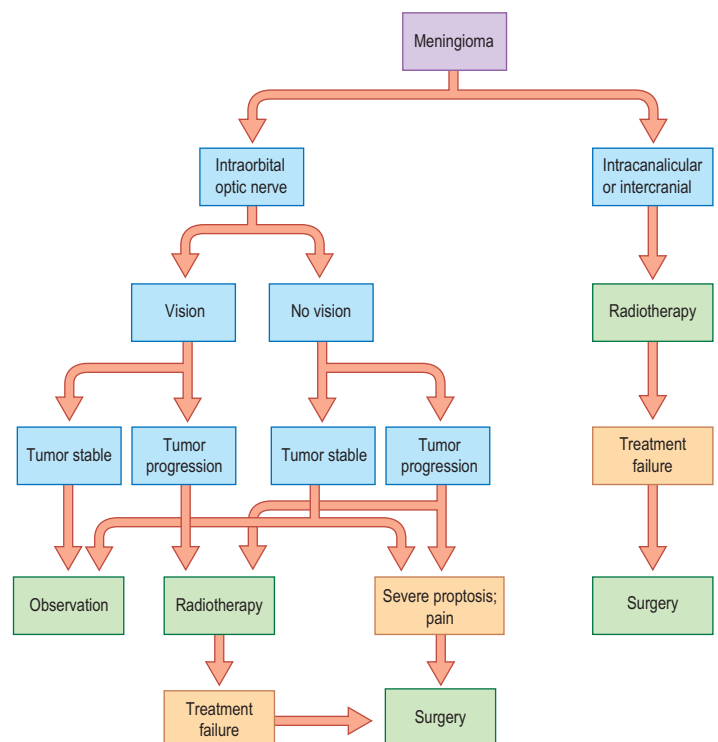 Meningioma
Intraorbital
optic nerve
Intracanalicular
or intercranial
Vision
No vision
Radiotherapy
Tumor stable
Tumor
progression
Tumor stable
Tumor
progression
Treatment
failure
Observation
Radiotherapy
Severe proptosis;
pain
Surgery
Treatment
failure
Surgery